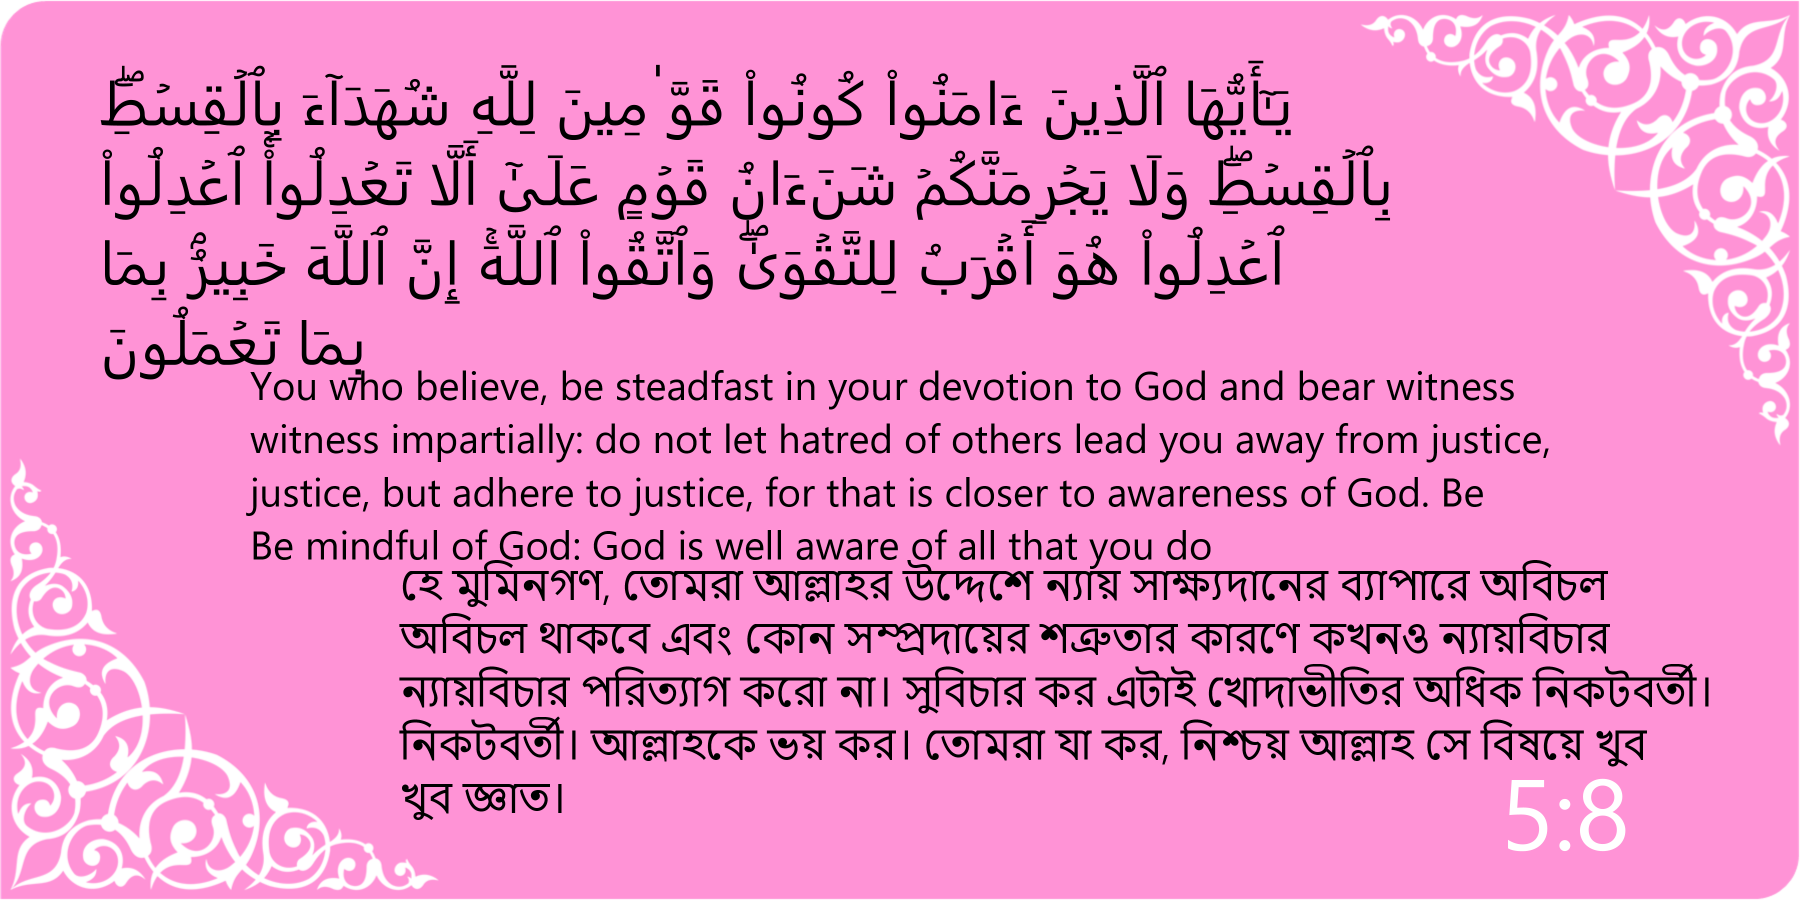 يَـٰٓأَيُّهَا ٱلَّذِينَ ءَامَنُوا۟ كُونُوا۟ قَوَّٰمِينَ لِلَّهِ شُهَدَآءَ بِٱلْقِسْطِۖ
بِٱلْقِسْطِۖ وَلَا يَجْرِمَنَّكُمْ شَنَـَٔانُ قَوْمٍ عَلَىٰٓ أَلَّا تَعْدِلُوا۟ۚ ٱعْدِلُوا۟
ٱعْدِلُوا۟ هُوَ أَقْرَبُ لِلتَّقْوَىٰۖ وَٱتَّقُوا۟ ٱللَّهَۚ إِنَّ ٱللَّهَ خَبِيرٌۢ بِمَا
بِمَا تَعْمَلُونَ
You who believe, be steadfast in your devotion to God and bear witness
witness impartially: do not let hatred of others lead you away from justice,
justice, but adhere to justice, for that is closer to awareness of God. Be
Be mindful of God: God is well aware of all that you do
হে মুমিনগণ, তোমরা আল্লাহর উদ্দেশে ন্যায় সাক্ষ্যদানের ব্যাপারে অবিচল
অবিচল থাকবে এবং কোন সম্প্রদায়ের শত্রুতার কারণে কখনও ন্যায়বিচার
ন্যায়বিচার পরিত্যাগ করো না। সুবিচার কর এটাই খোদাভীতির অধিক নিকটবর্তী।
নিকটবর্তী। আল্লাহকে ভয় কর। তোমরা যা কর, নিশ্চয় আল্লাহ সে বিষয়ে খুব
খুব জ্ঞাত।
5:8